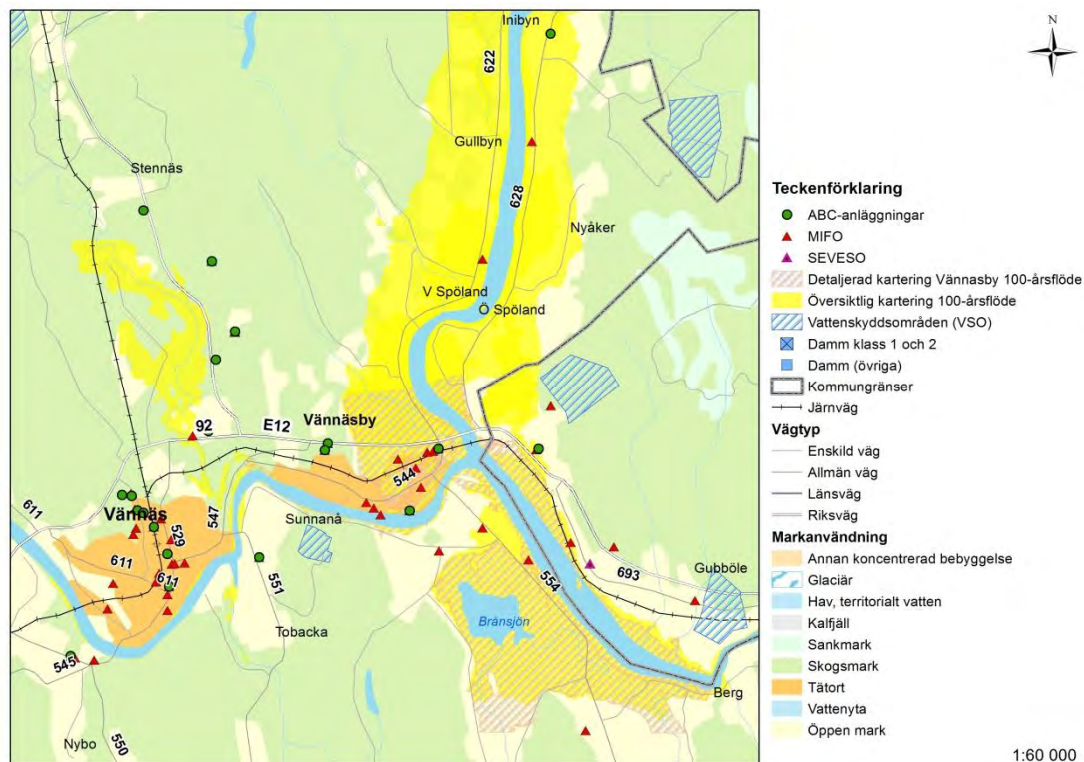 N
Inibyn
622
Gullbyn
Stennäs
628
Nyåker
V Spöland
Ö Spöland
92
E12
Vännäsby
544
611
Vännäs
547
529
Sunnanå
611
611
551
554
693
Gubböle
Tobacka
Brånsjön
545
Berg
Nybo
550
Teckenförklaring
ABC-anläggningar
MIFO
SEVESO
Detaljerad kartering Vännasby 100-årsflöde
Översiktlig kartering 100-årsflöde
Vattenskyddsområden (VSO)
Damm klass 1 och 2
Damm (övriga)
Kommungränser
Järnväg
Vägtyp
Enskild väg
Allmän väg
Länsväg
Riksväg
Markanvändning
Annan koncentrerad bebyggelse
Glaciär
Hav, territorialt vatten
Kalfjäll
Sankmark
Skogsmark
Tätort
Vattenyta
Öppen mark
1:60 000